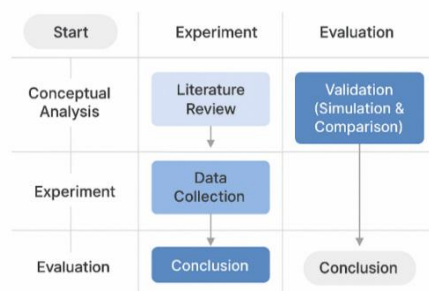 Start
Experiment
Evaluation
Conceptual
Analysis
Literature
Review
Validation
(Simulation &
Comparison)
Experiment
Data
Collection
Evaluation
Conclusion
Conclusion